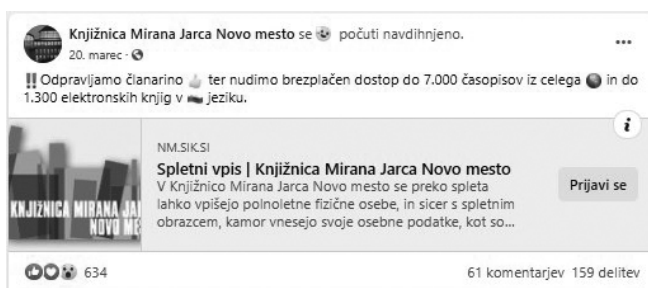 Knjižnica Mirana Jarca Novo mesto se počuti navdihnjeno.
20. marec ·
‼ Odpravljamo članarino 👍 ter nudimo brezplačen dostop do 7.000 časopisov iz celega 🌍 in do
1.300 elektronskih knjig v 🇸🇮 jeziku.
KNJIŽNICA MIRANA JA
NOVO ME
NM.SIK.SI
Spletni vpis | Knjižnica Mirana Jarca Novo mesto
V Knjižnico Mirana Jarca Novo mesto se preko spleta
lahko vpišejo polnoletne fizične osebe, in sicer s spletnim
obrazcem, kamor vnesejo svoje osebne podatke, kot so...
Prijavi se
634
61 komentarjev 159 delitev